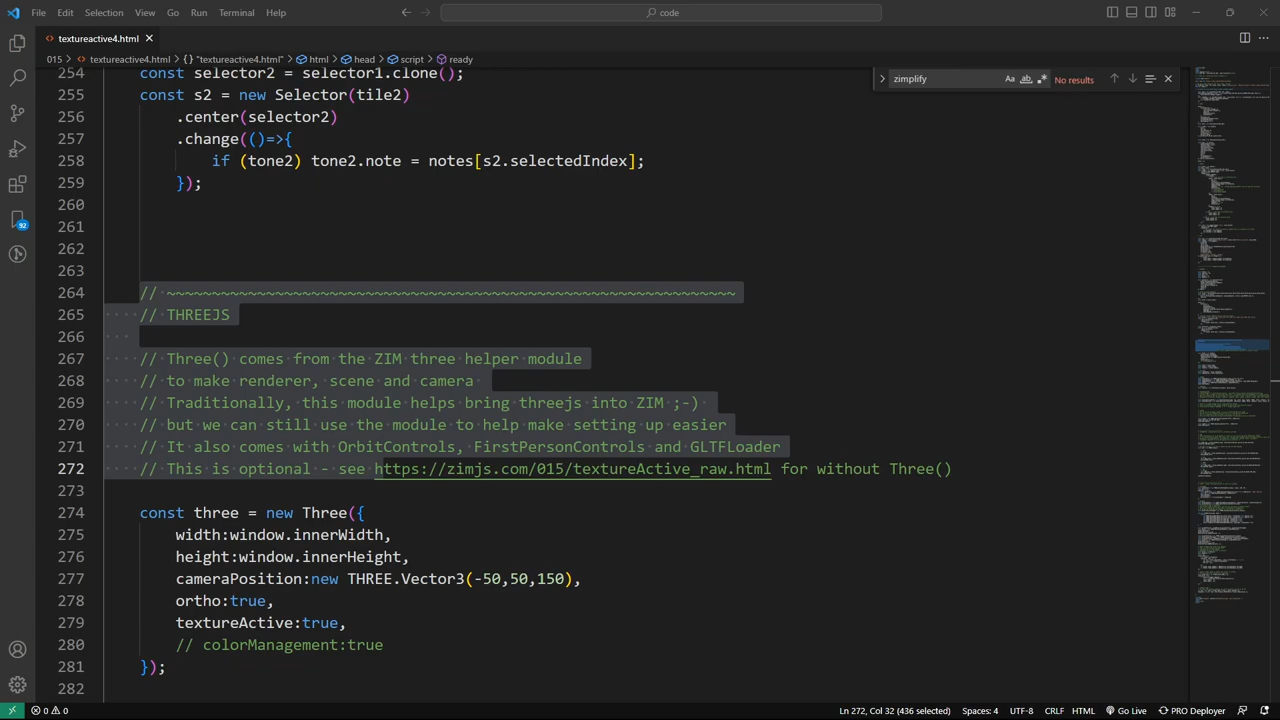 File Edit Selection View Go Run Terminal Help
code
textureactive4.html
015 > textureactive4.html > {} "textureactive4.html" > html > head > script > ready
zimplify
Aa ab .* No results
254 const selector2 = selector1.clone();
255 const s2 = new Selector(tile2)
256 .center(selector2)
257 .change(()=>{
258 if (tone2) tone2.note = notes[s2.selectedIndex];
259 });
260
261
262
263
264 // ~~~~~~~~~~~~~~~~~~~~~~~~~~~~~~~~~~~~~~~~~~~~~~~~~~~~~~~~~~~~~~~
265 // THREEJS
266
267 // Three() comes from the ZIM three helper module
268 // to make renderer, scene and camera
269 // Traditionally, this module helps bring threejs into ZIM ;-)
270 // but we can still use the module to help make setting up easier
271 // It also comes with OrbitControls, FirstPersonControls and GLTFLoader
272 // This is optional - see https://zimjs.com/015/textureActive_raw.html for without Three()
273
274 const three = new Three({
275 width:window.innerWidth,
276 height:window.innerHeight,
277 cameraPosition:new THREE.Vector3(-50,50,150),
278 ortho:true,
279 textureActive:true,
280 // colorManagement:true
281 });
282
92
0 0 Ln 272, Col 32 (436 selected) Spaces: 4 UTF-8 CRLF HTML Go Live PRO Deployer